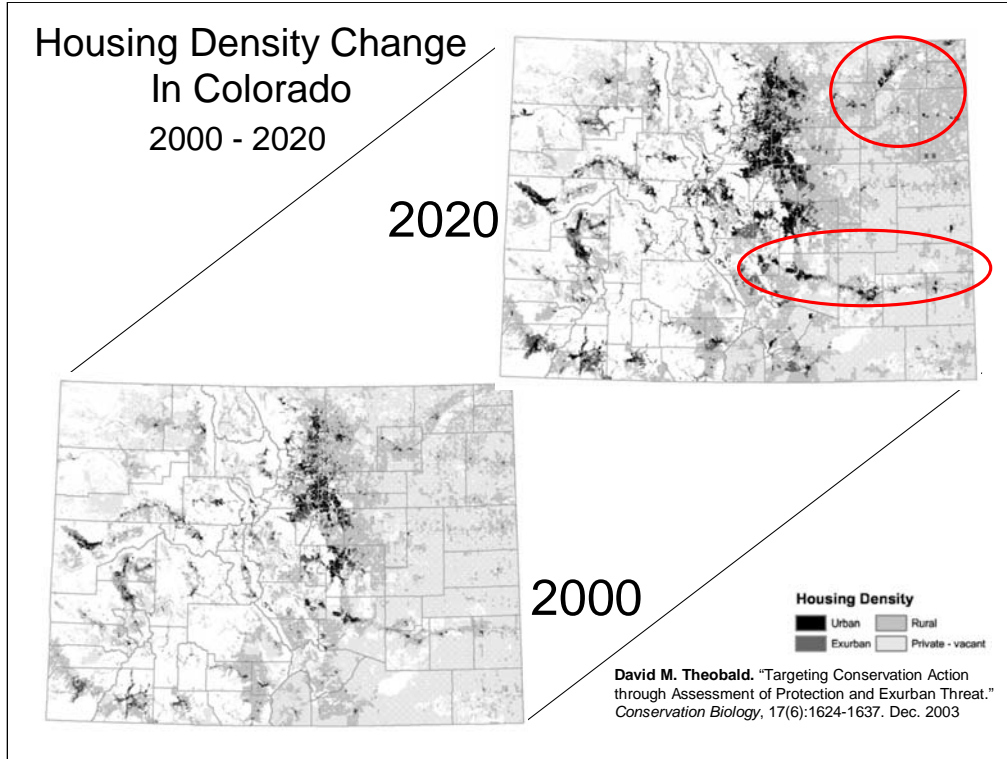 Housing Density Change
In Colorado
2000 - 2020
2020
2000
Housing Density
Urban
Rural
Exurban
Private - vacant
David M. Theobald. “Targeting Conservation Action
through Assessment of Protection and Exurban Threat.”
Conservation Biology, 17(6):1624-1637. Dec. 2003